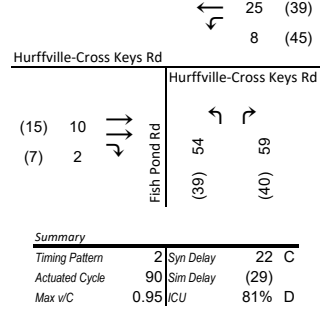 25 (39)
8 (45)
Hurffville-Cross Keys Rd
Hurffville-Cross Keys Rd
(15) 10
(7) 2
Fish Pond Rd
54 59
(39) (40)
Summary
Timing Pattern 2 Syn Delay 22 C
Actuated Cycle 90 Sim Delay (29)
Max v/C 0.95 ICU 81% D